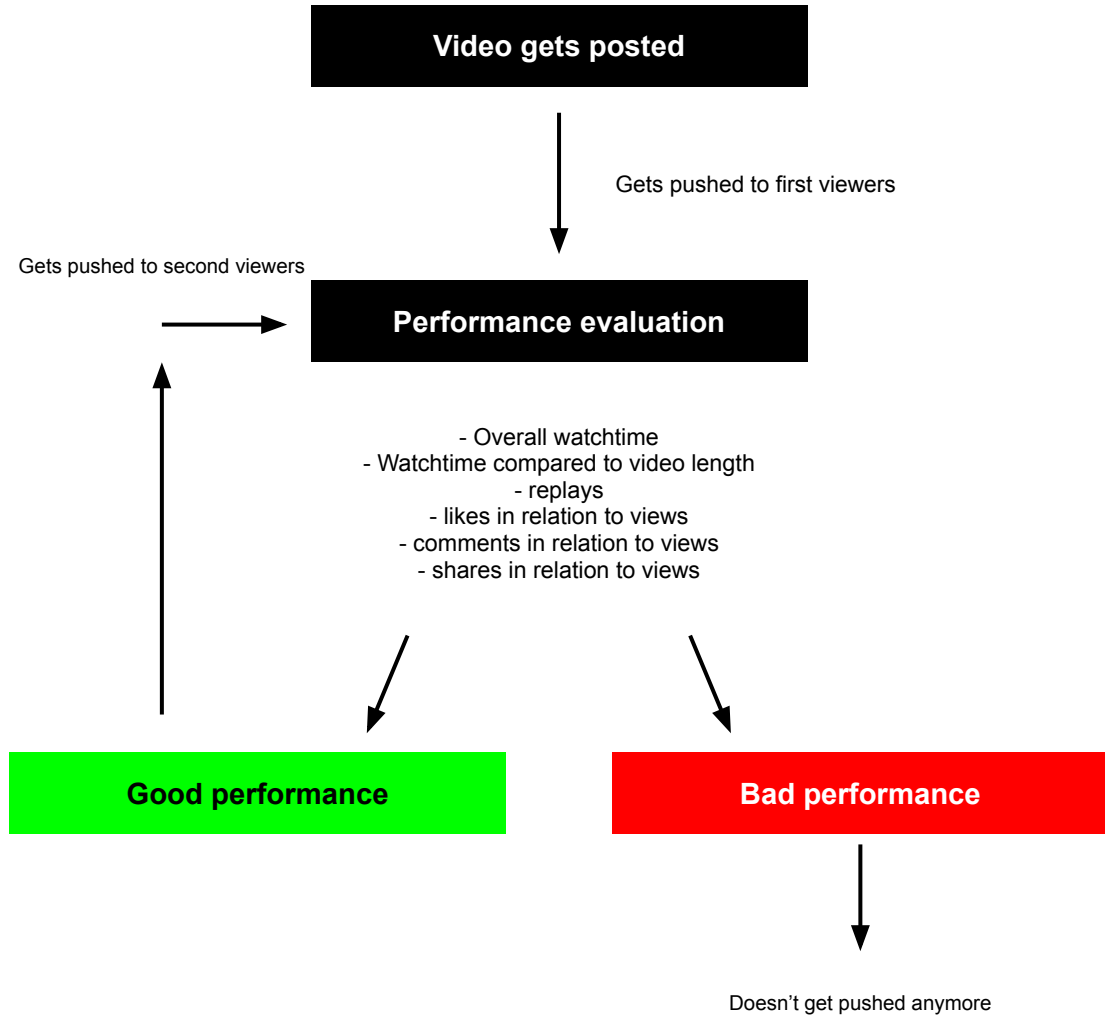 Video gets posted
Gets pushed to first viewers
Gets pushed to second viewers
Performance evaluation
- Overall watchtime
- Watchtime compared to video length
- replays
- likes in relation to views
- comments in relation to views
- shares in relation to views
Good performance
Bad performance
Doesn’t get pushed anymore